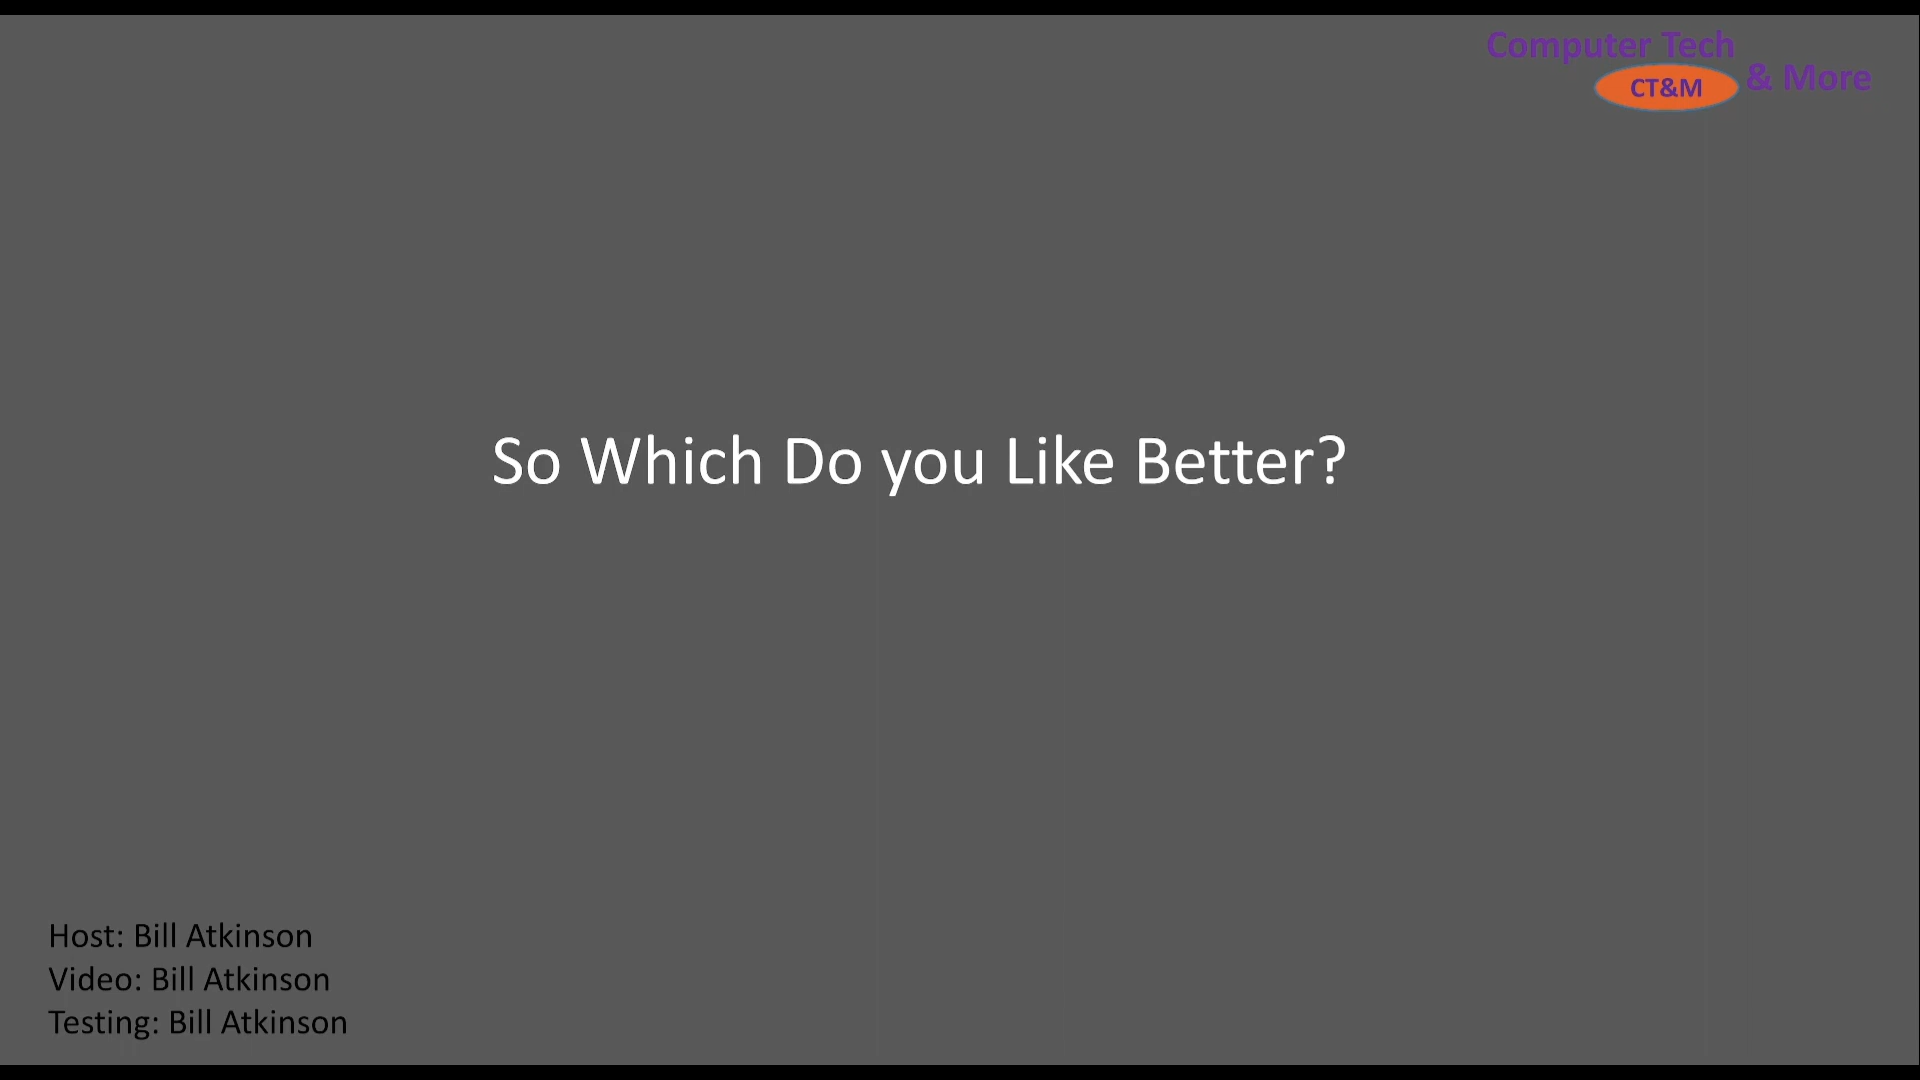 Computer Tech
CT&M & More
So Which Do you Like Better?
Host: Bill Atkinson
Video: Bill Atkinson
Testing: Bill Atkinson